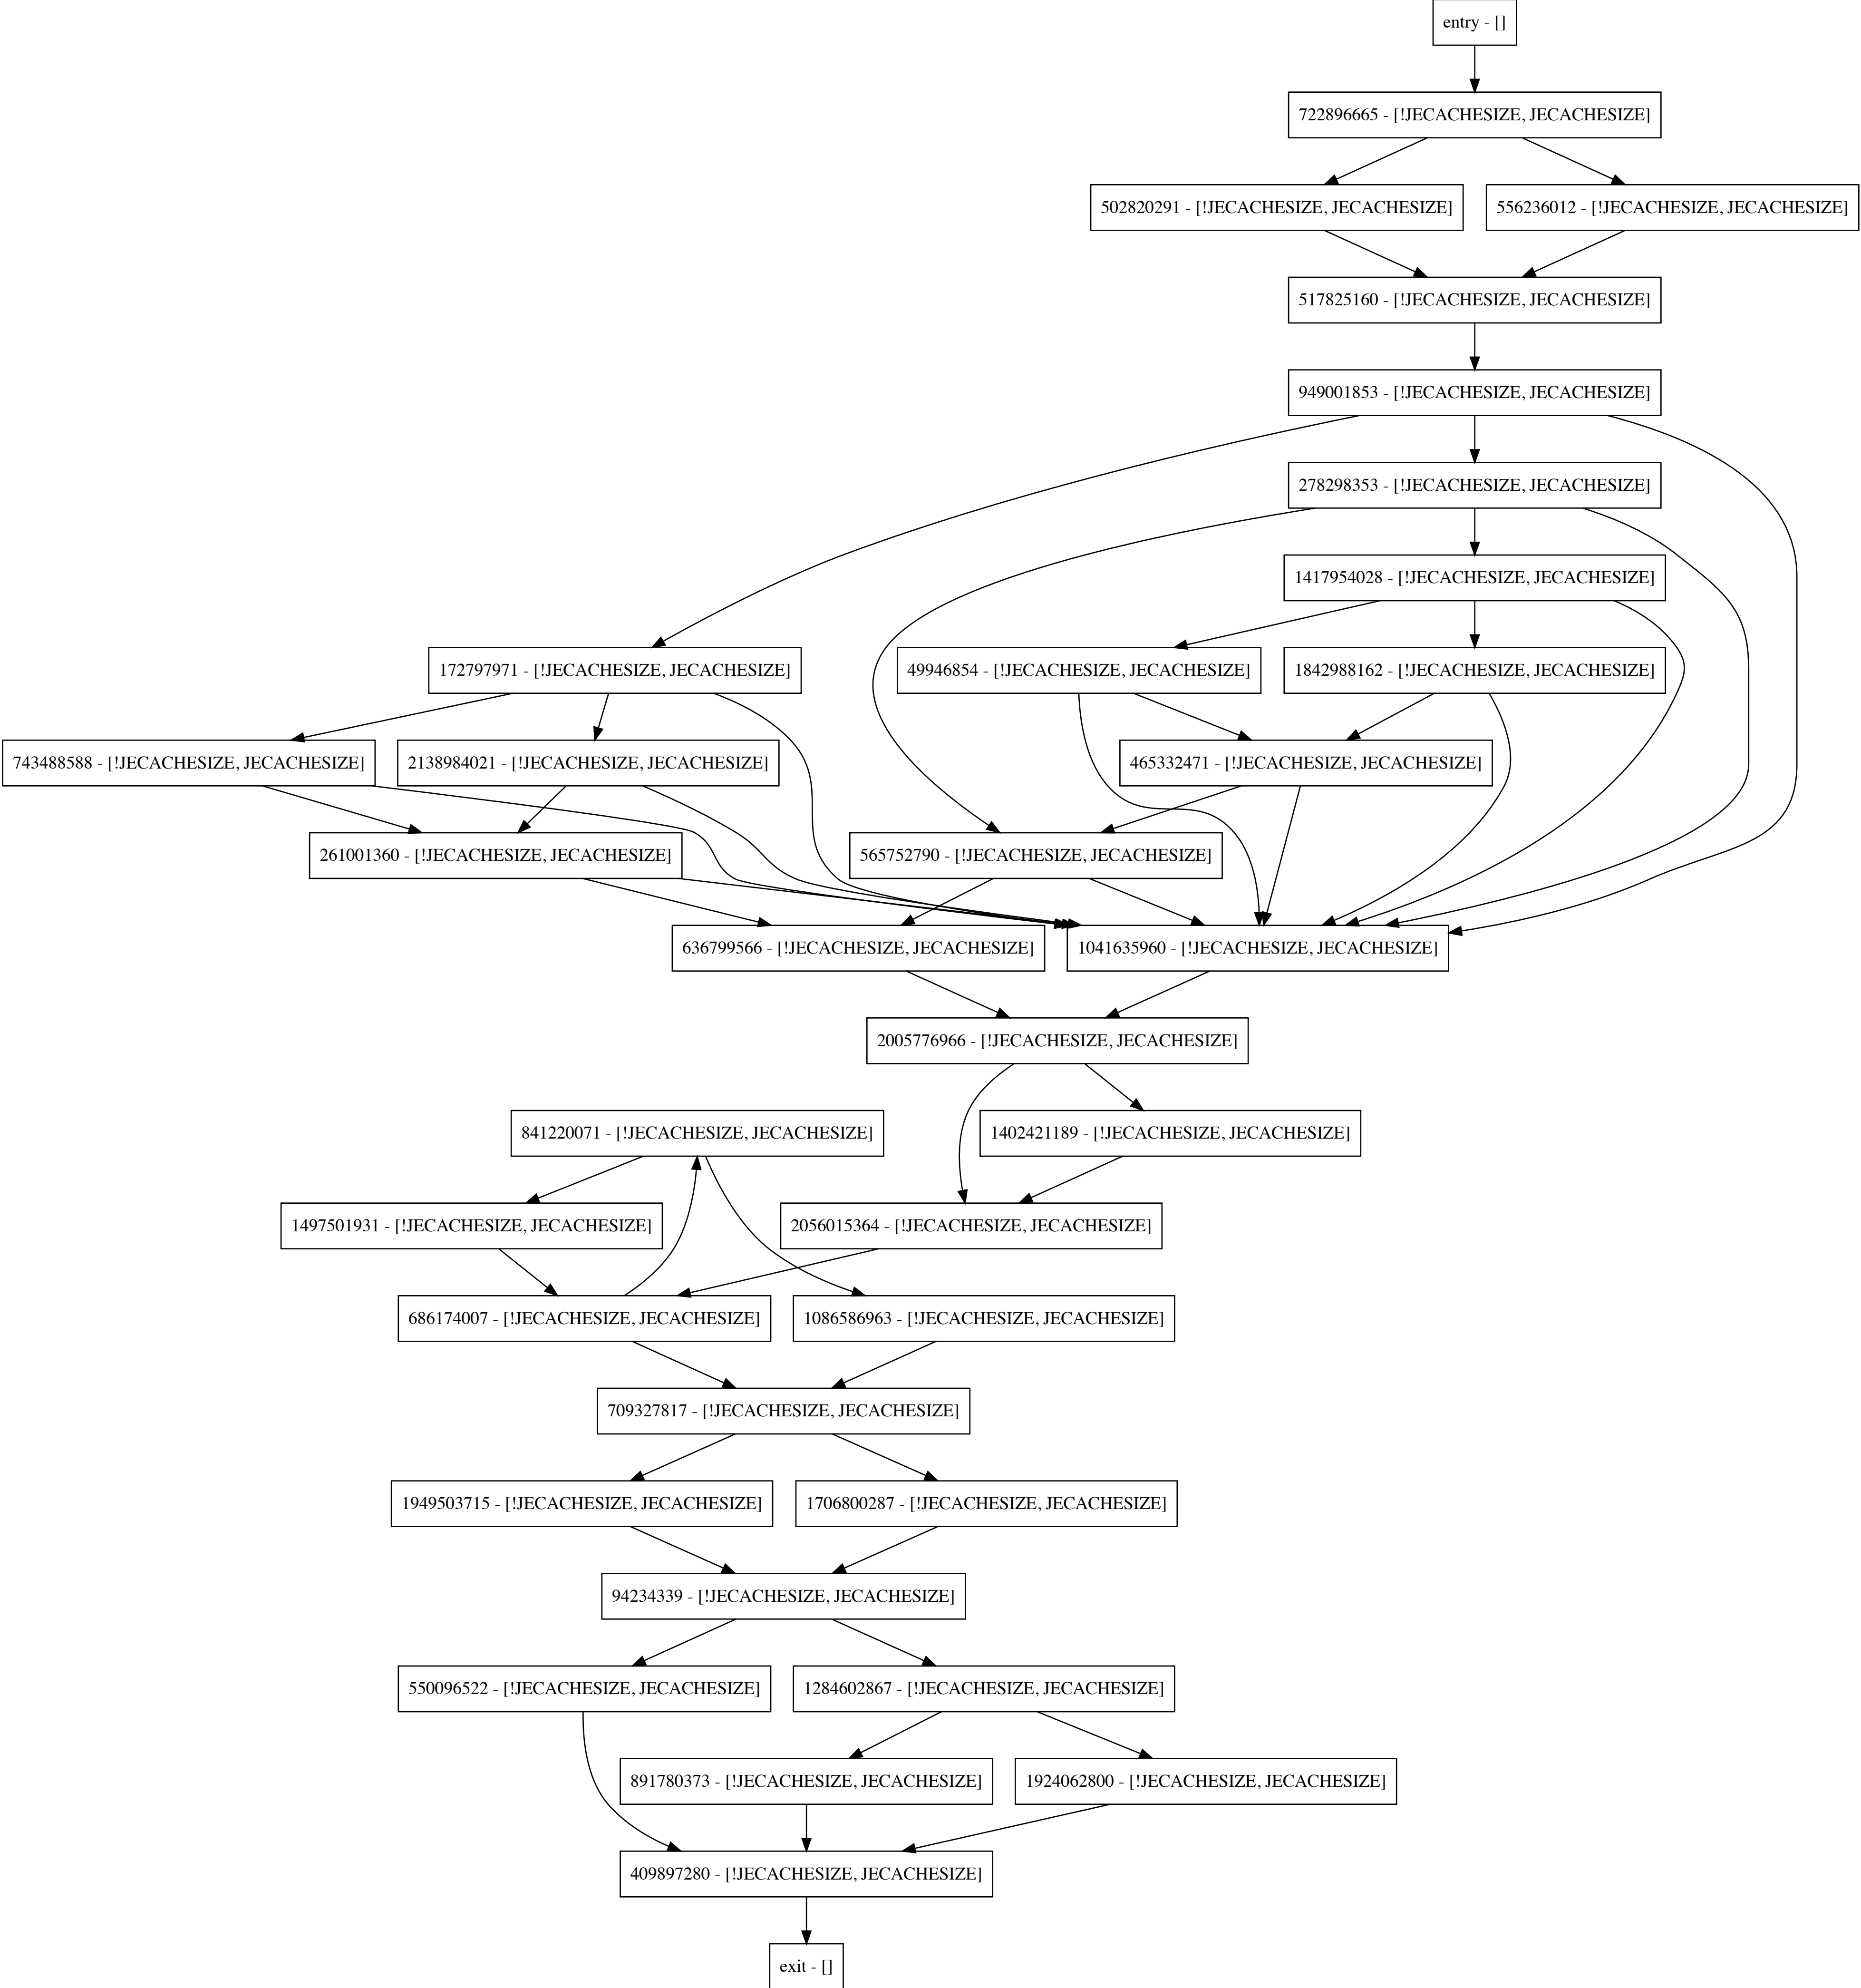 entry - []
722896665 - [!JECACHESIZE, JECACHESIZE]
502820291 - [!JECACHESIZE, JECACHESIZE]
556236012 - [!JECACHESIZE, JECACHESIZE]
517825160 - [!JECACHESIZE, JECACHESIZE]
949001853 - [!JECACHESIZE, JECACHESIZE]
278298353 - [!JECACHESIZE, JECACHESIZE]
1417954028 - [!JECACHESIZE, JECACHESIZE]
172797971 - [!JECACHESIZE, JECACHESIZE]
49946854 - [!JECACHESIZE, JECACHESIZE]
1842988162 - [!JECACHESIZE, JECACHESIZE]
743488588 - [!JECACHESIZE, JECACHESIZE]
2138984021 - [!JECACHESIZE, JECACHESIZE]
465332471 - [!JECACHESIZE, JECACHESIZE]
261001360 - [!JECACHESIZE, JECACHESIZE]
565752790 - [!JECACHESIZE, JECACHESIZE]
636799566 - [!JECACHESIZE, JECACHESIZE]
1041635960 - [!JECACHESIZE, JECACHESIZE]
2005776966 - [!JECACHESIZE, JECACHESIZE]
841220071 - [!JECACHESIZE, JECACHESIZE]
1402421189 - [!JECACHESIZE, JECACHESIZE]
1497501931 - [!JECACHESIZE, JECACHESIZE]
2056015364 - [!JECACHESIZE, JECACHESIZE]
686174007 - [!JECACHESIZE, JECACHESIZE]
1086586963 - [!JECACHESIZE, JECACHESIZE]
709327817 - [!JECACHESIZE, JECACHESIZE]
1949503715 - [!JECACHESIZE, JECACHESIZE]
1706800287 - [!JECACHESIZE, JECACHESIZE]
94234339 - [!JECACHESIZE, JECACHESIZE]
550096522 - [!JECACHESIZE, JECACHESIZE]
1284602867 - [!JECACHESIZE, JECACHESIZE]
891780373 - [!JECACHESIZE, JECACHESIZE]
1924062800 - [!JECACHESIZE, JECACHESIZE]
409897280 - [!JECACHESIZE, JECACHESIZE]
exit - []